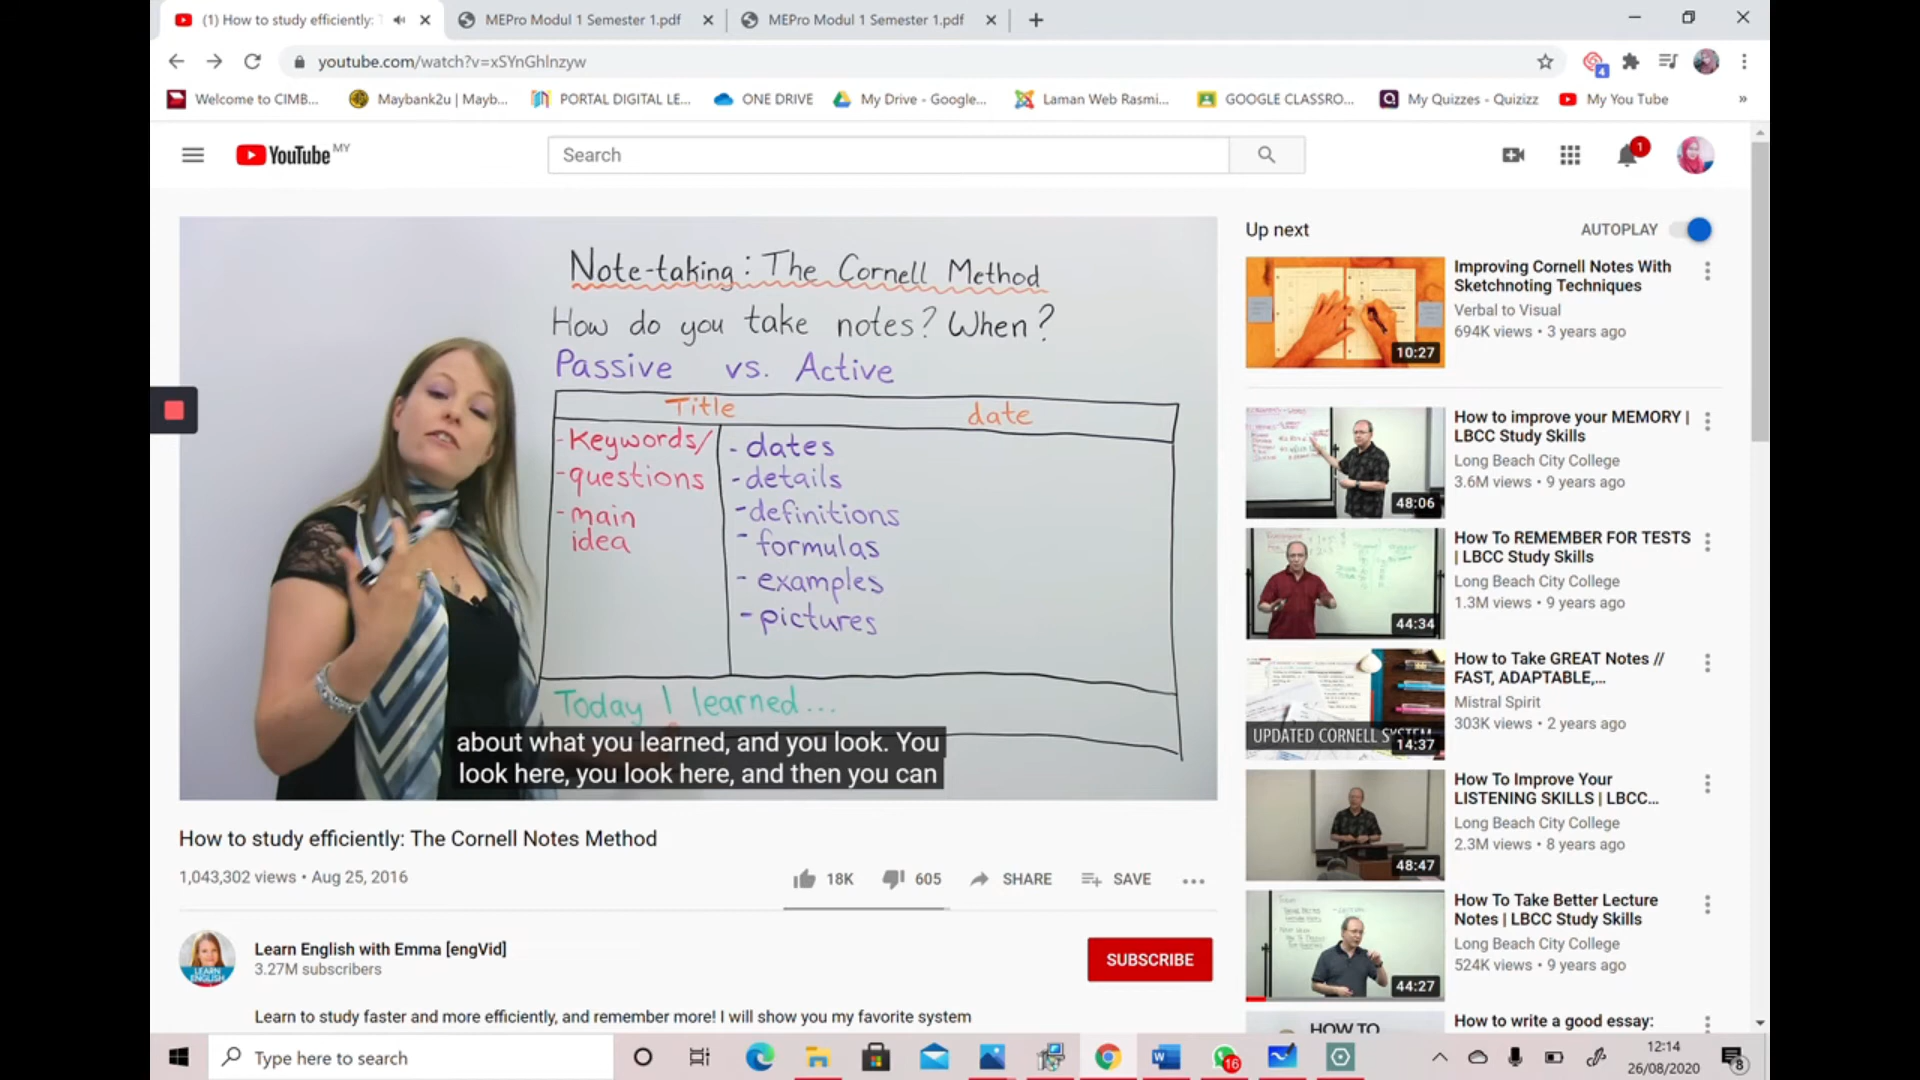 (1) How to study efficiently: T
MEPro Modul 1 Semester 1.pdf
MEPro Modul 1 Semester 1.pdf
youtube.com/watch?v=xSYnGhlnzyw
4
Welcome to CIMB...
Maybank2u | Mayb...
PORTAL DIGITAL LE...
ONE DRIVE
My Drive - Google...
Laman Web Rasmi...
GOOGLE CLASSRO...
My Quizzes - Quizizz
My You Tube
»
YouTube MY
Search
1
Note-taking: The Cornell Method
How do you take notes? When?
Passive vs. Active
Title date
- Keywords/
- questions
- main
idea
- dates
- details
- definitions
- formulas
- examples
- pictures
Today I learned...
about what you learned, and you look. You
look here, you look here, and then you can
How to study efficiently: The Cornell Notes Method
1,043,302 views • Aug 25, 2016
18K
605
SHARE
SAVE
LEARN
ENGLISH
Learn English with Emma [engVid]
3.27M subscribers
SUBSCRIBE
Learn to study faster and more efficiently, and remember more! I will show you my favorite system
Up next
AUTOPLAY
10:27
Improving Cornell Notes With
Sketchnoting Techniques
Verbal to Visual
694K views • 3 years ago
48:06
How to improve your MEMORY |
LBCC Study Skills
Long Beach City College
3.6M views • 9 years ago
44:34
How To REMEMBER FOR TESTS
| LBCC Study Skills
Long Beach City College
1.3M views • 9 years ago
UPDATED CORNELL SYSTEM
14:37
How to Take GREAT Notes //
FAST, ADAPTABLE,...
Mistral Spirit
303K views • 2 years ago
48:47
How To Improve Your
LISTENING SKILLS | LBCC...
Long Beach City College
2.3M views • 8 years ago
44:27
How To Take Better Lecture
Notes | LBCC Study Skills
Long Beach City College
524K views • 9 years ago
HOW TO
How to write a good essay:
Type here to search
16
12:14
26/08/2020
8